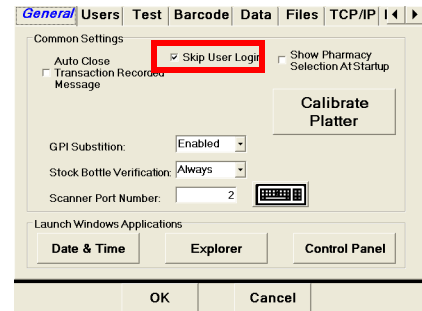 General Users Test Barcode Data Files TCP/IP
Common Settings
Auto Close
Transaction Recorded
Message
Skip User Login
Show Pharmacy
Selection At Startup
Calibrate
Platter
GPI Substition: Enabled
Stock Bottle Verification: Always
Scanner Port Number: 2
Launch Windows Applications
Date & Time Explorer Control Panel
OK Cancel